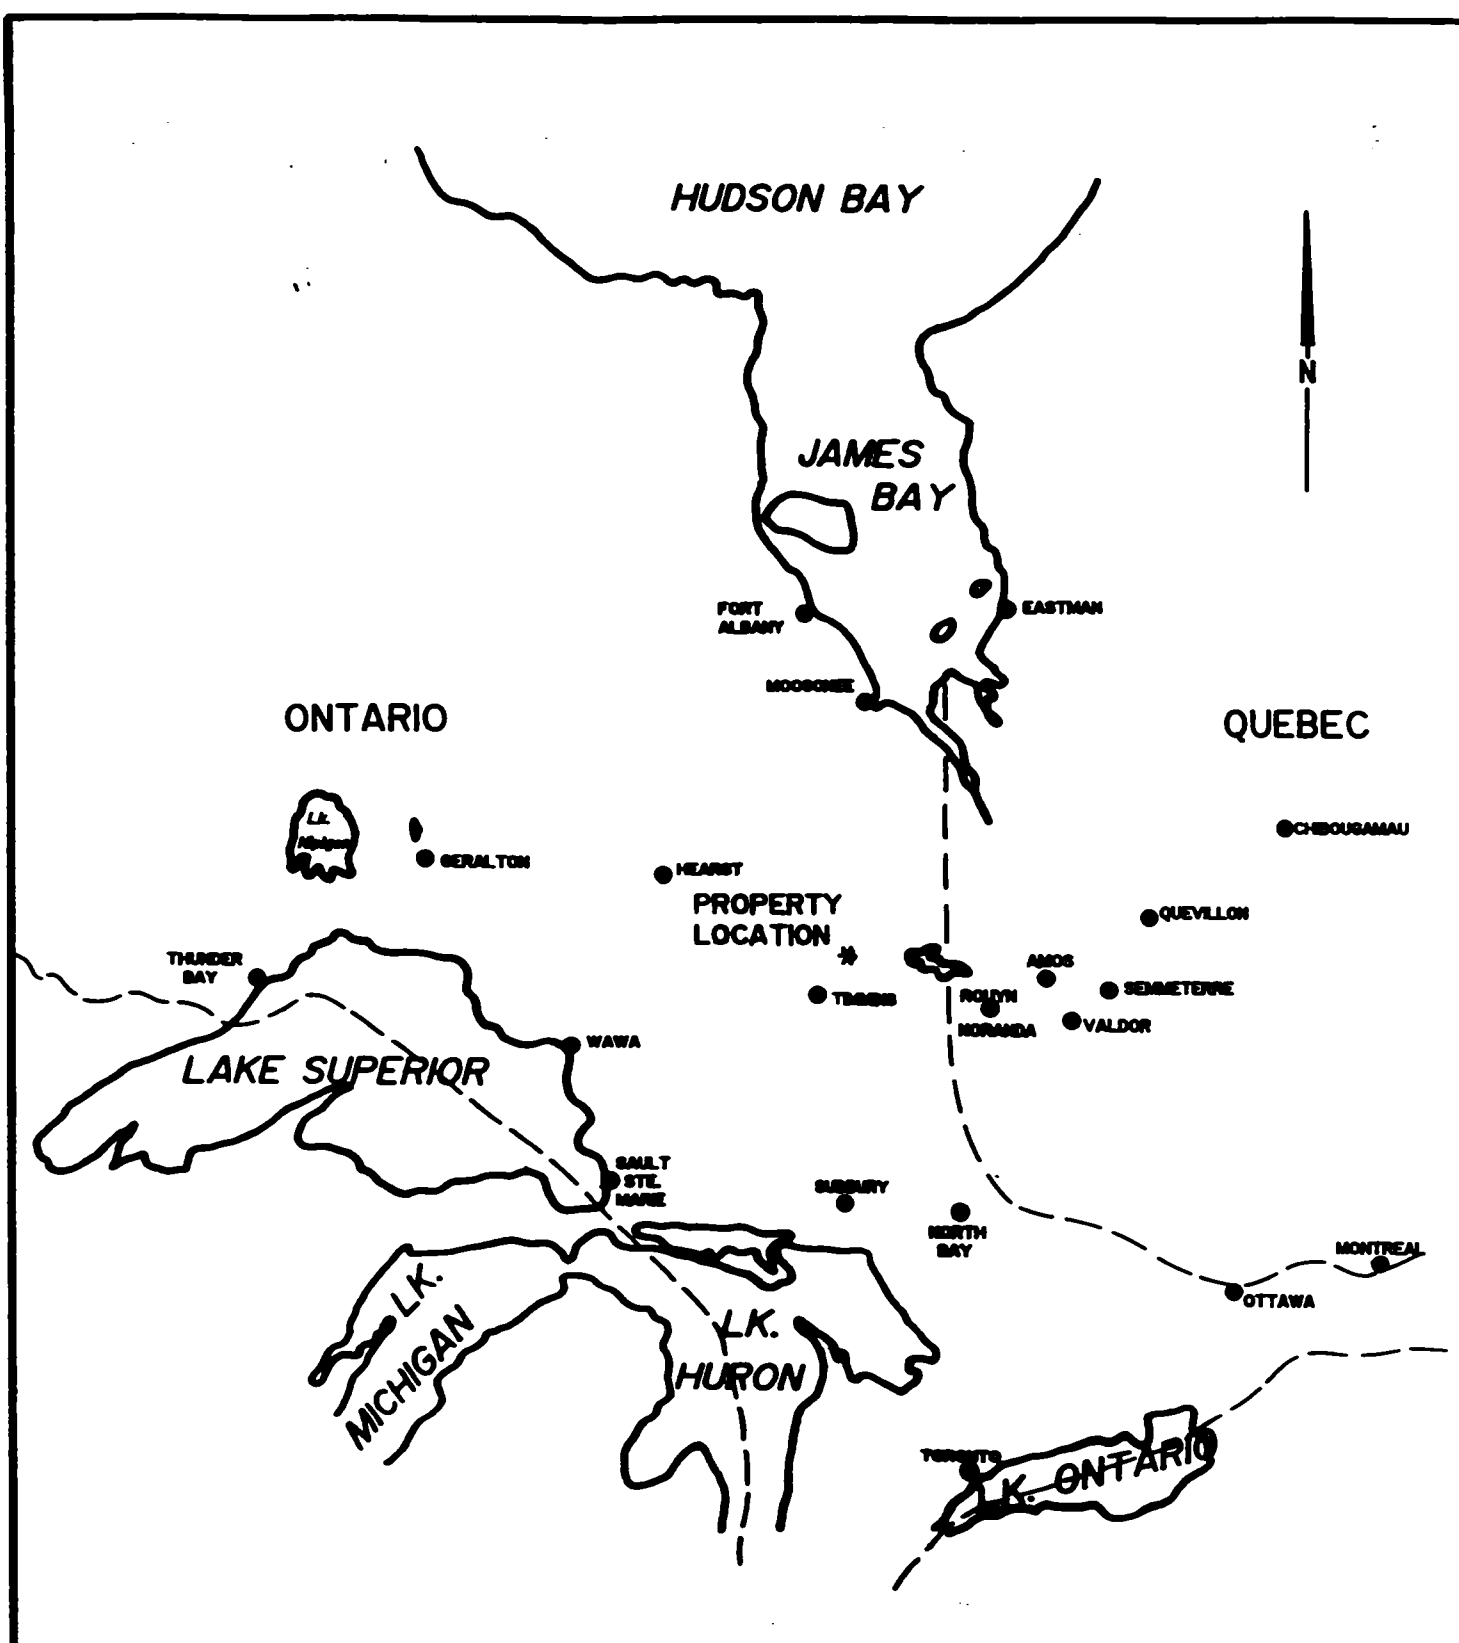 HUDSON BAY
N
JAMES
BAY
FORT
ALBANY
EASTMAN
MOOSONEE
ONTARIO
QUEBEC
Lk.
Nipigon
GERALTON
HEARST
CHIBOUGAMAU
PROPERTY
LOCATION
QUEVILLON
THUNDER
BAY
TIMMINS
ROUYN
NORANDA
AMOS
SENNETERRE
VALDOR
WAWA
LAKE SUPERIOR
SAULT
STE.
MARIE
SUDBURY
NORTH
BAY
MONTREAL
OTTAWA
LK.
MICHIGAN
LK.
HURON
TORONTO
LK. ONTARIO